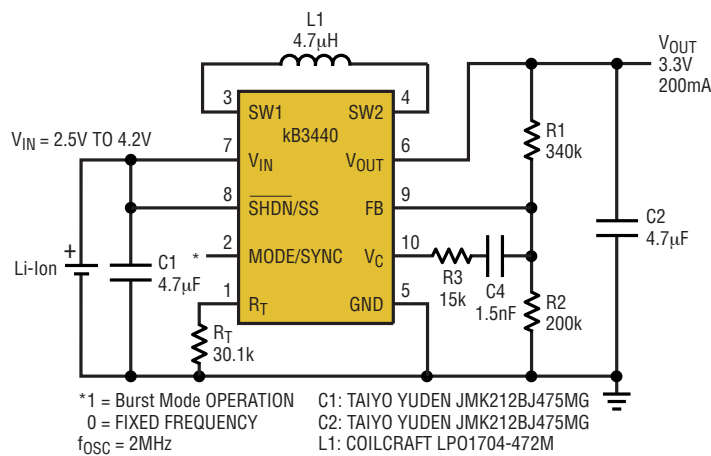 L1
4.7µH
3
4
SW1
SW2
kB3440
VIN = 2.5V TO 4.2V
7
VIN
VOUT
6
VOUT
3.3V
200mA
R1
340k
8
SHDN/SS
FB
9
*
2
MODE/SYNC
VC
10
1
RT
GND
5
+
Li-Ion
C1
4.7µF
RT
30.1k
R3
15k
C4
1.5nF
R2
200k
C2
4.7µF
*1 = Burst Mode OPERATION
0 = FIXED FREQUENCY
fOSC = 2MHz
C1: TAIYO YUDEN JMK212BJ475MG
C2: TAIYO YUDEN JMK212BJ475MG
L1: COILCRAFT LPO1704-472M